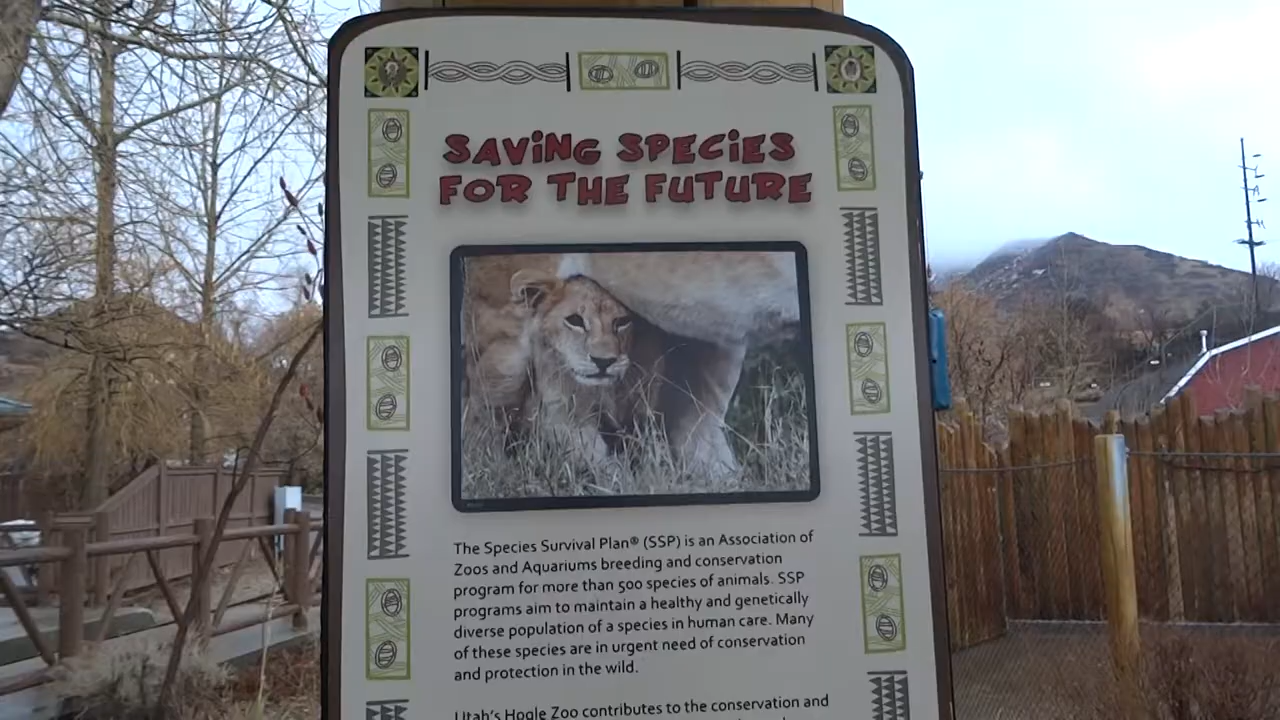 SAVING SPECIES
FOR THE FUTURE
The Species Survival Plan® (SSP) is an Association of
Zoos and Aquariums breeding and conservation
program for more than 500 species of animals. SSP
programs aim to maintain a healthy and genetically
diverse population of a species in human care. Many
of these species are in urgent need of conservation
and protection in the wild.
Utah's Hogle Zoo contributes to the conservation and